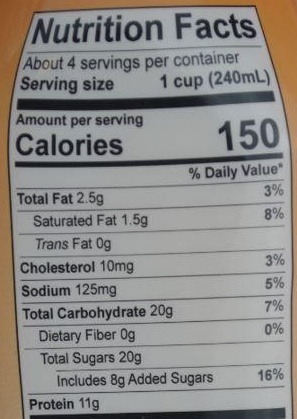 Nutrition Facts
About 4 servings per container
Serving size 1 cup (240mL)
Amount per serving
Calories 150
% Daily Value*
Total Fat 2.5g 3%
Saturated Fat 1.5g 8%
Trans Fat 0g
Cholesterol 10mg 3%
Sodium 125mg 5%
Total Carbohydrate 20g 7%
Dietary Fiber 0g 0%
Total Sugars 20g
Includes 8g Added Sugars 16%
Protein 11g